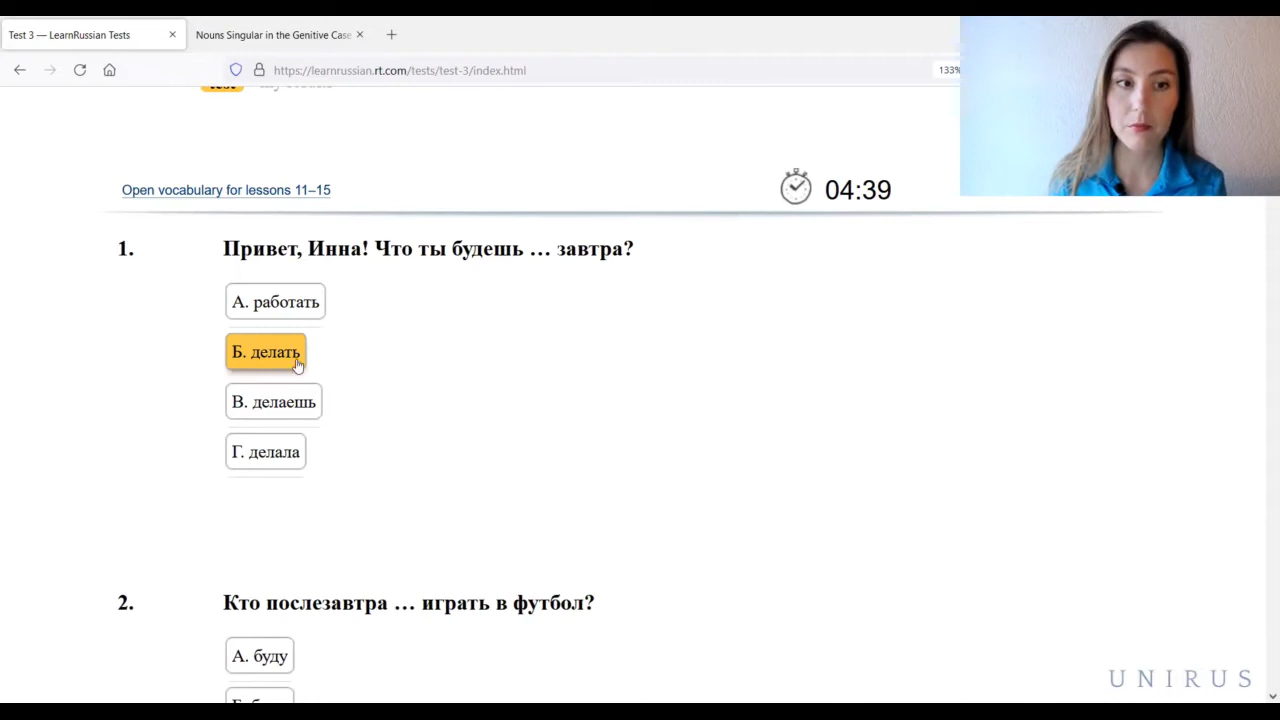 Test 3 — LearnRussian Tests
Nouns Singular in the Genitive Case
https://learnrussian.rt.com/tests/test-3/index.html
133%
Open vocabulary for lessons 11–15
04:39
1. Привет, Инна! Что ты будешь … завтра?
А. работать
Б. делать
В. делаешь
Г. делала
2. Кто послезавтра … играть в футбол?
А. буду
UNIRUS